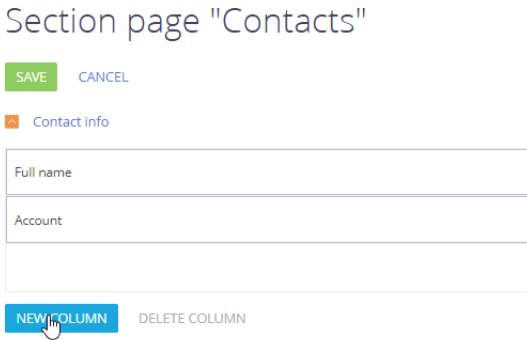 Section page "Contacts"
SAVE CANCEL
Contact info
Full name
Account
NEW COLUMN DELETE COLUMN